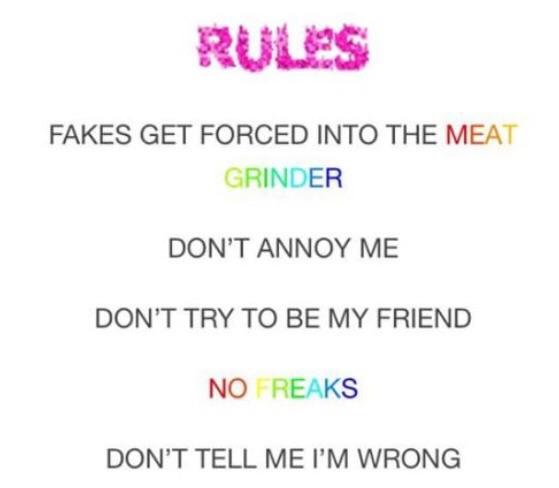 RULES
FAKES GET FORCED INTO THE MEAT
GRINDER
DON'T ANNOY ME
DON'T TRY TO BE MY FRIEND
NO FREAKS
DON'T TELL ME I'M WRONG